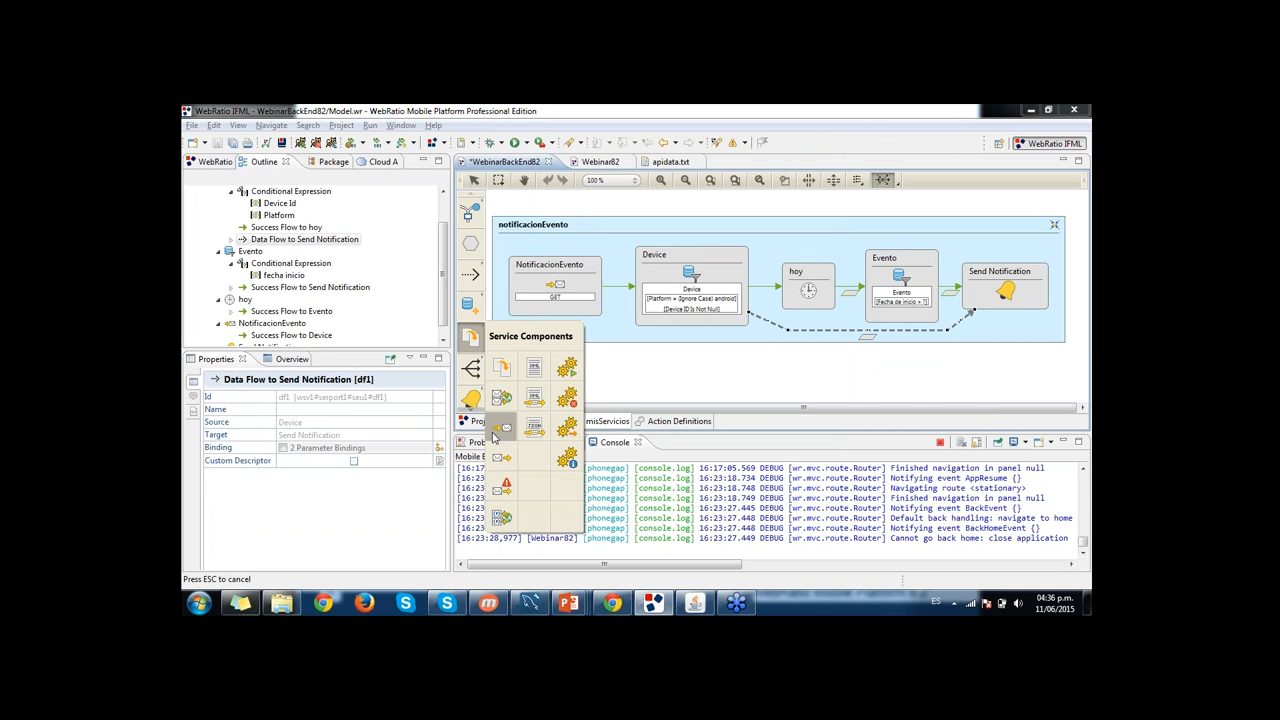 WebRatio IFML - WebinarBackEnd82/Model.wr - WebRatio Mobile Platform Professional Edition
File Edit View Navigate Search Project Run Window Help
WebRatio IFML
WebRatio Outline Package Cloud A
*WebinarBackEnd82 Webinar82 apidata.txt
100%
Conditional Expression
Device Id
Platform
Success Flow to hoy
Data Flow to Send Notification
Evento
Conditional Expression
fecha inicio
Success Flow to Send Notification
hoy
Success Flow to Evento
NotificacionEvento
Success Flow to Device
notificacionEvento
NotificacionEvento
GET
Device
Device
[Platform = (Ignore Case) android]
[Device ID Is Not Null]
hoy
Evento
Evento
[Fecha de inicio > ?]
Send Notification
Service Components
XML
JSON
Properties Overview
Data Flow to Send Notification [df1]
Id df1 [wsv1#serport1#seu1#df1]
Name
Source Device
Target Send Notification
Binding 2 Parameter Bindings
Custom Descriptor
misServicios Action Definitions
Console
[phonegap] [console.log] 16:17:05.569 DEBUG [wr.mvc.route.Router] Finished navigation in panel null
[phonegap] [console.log] 16:23:18.734 DEBUG [wr.mvc.route.Router] Notifying event AppResume {}
[phonegap] [console.log] 16:23:18.747 DEBUG [wr.mvc.route.Router] Navigating route <stationary>
[phonegap] [console.log] 16:23:18.748 DEBUG [wr.mvc.route.Router] Finished navigation in panel null
[phonegap] [console.log] 16:23:27.445 DEBUG [wr.mvc.route.Router] Notifying event BackEvent {}
[phonegap] [console.log] 16:23:27.448 DEBUG [wr.mvc.route.Router] Default back handling: navigate to home
[phonegap] [console.log] 16:23:27.448 DEBUG [wr.mvc.route.Router] Notifying event BackHomeEvent {}
[16:23:28,977] [Webinar82] [phonegap] [console.log] 16:23:27.449 DEBUG [wr.mvc.route.Router] Cannot go back home: close application
Press ESC to cancel
ES
04:36 p.m.
11/06/2015